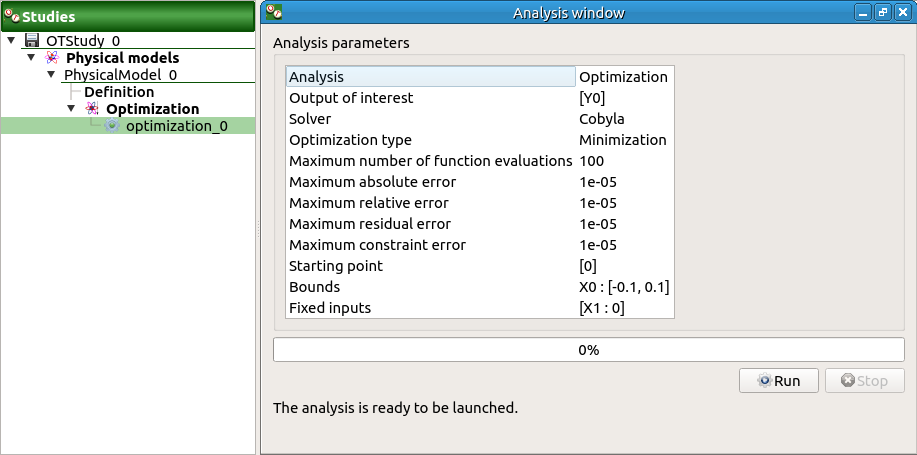 Studies
OTStudy_0
Physical models
PhysicalModel_0
Definition
Optimization
optimization_0
Analysis window
Analysis parameters
Analysis Optimization
Output of interest [Y0]
Solver Cobyla
Optimization type Minimization
Maximum number of function evaluations 100
Maximum absolute error 1e-05
Maximum relative error 1e-05
Maximum residual error 1e-05
Maximum constraint error 1e-05
Starting point [0]
Bounds X0 : [-0.1, 0.1]
Fixed inputs [X1 : 0]
0%
Run Stop
The analysis is ready to be launched.